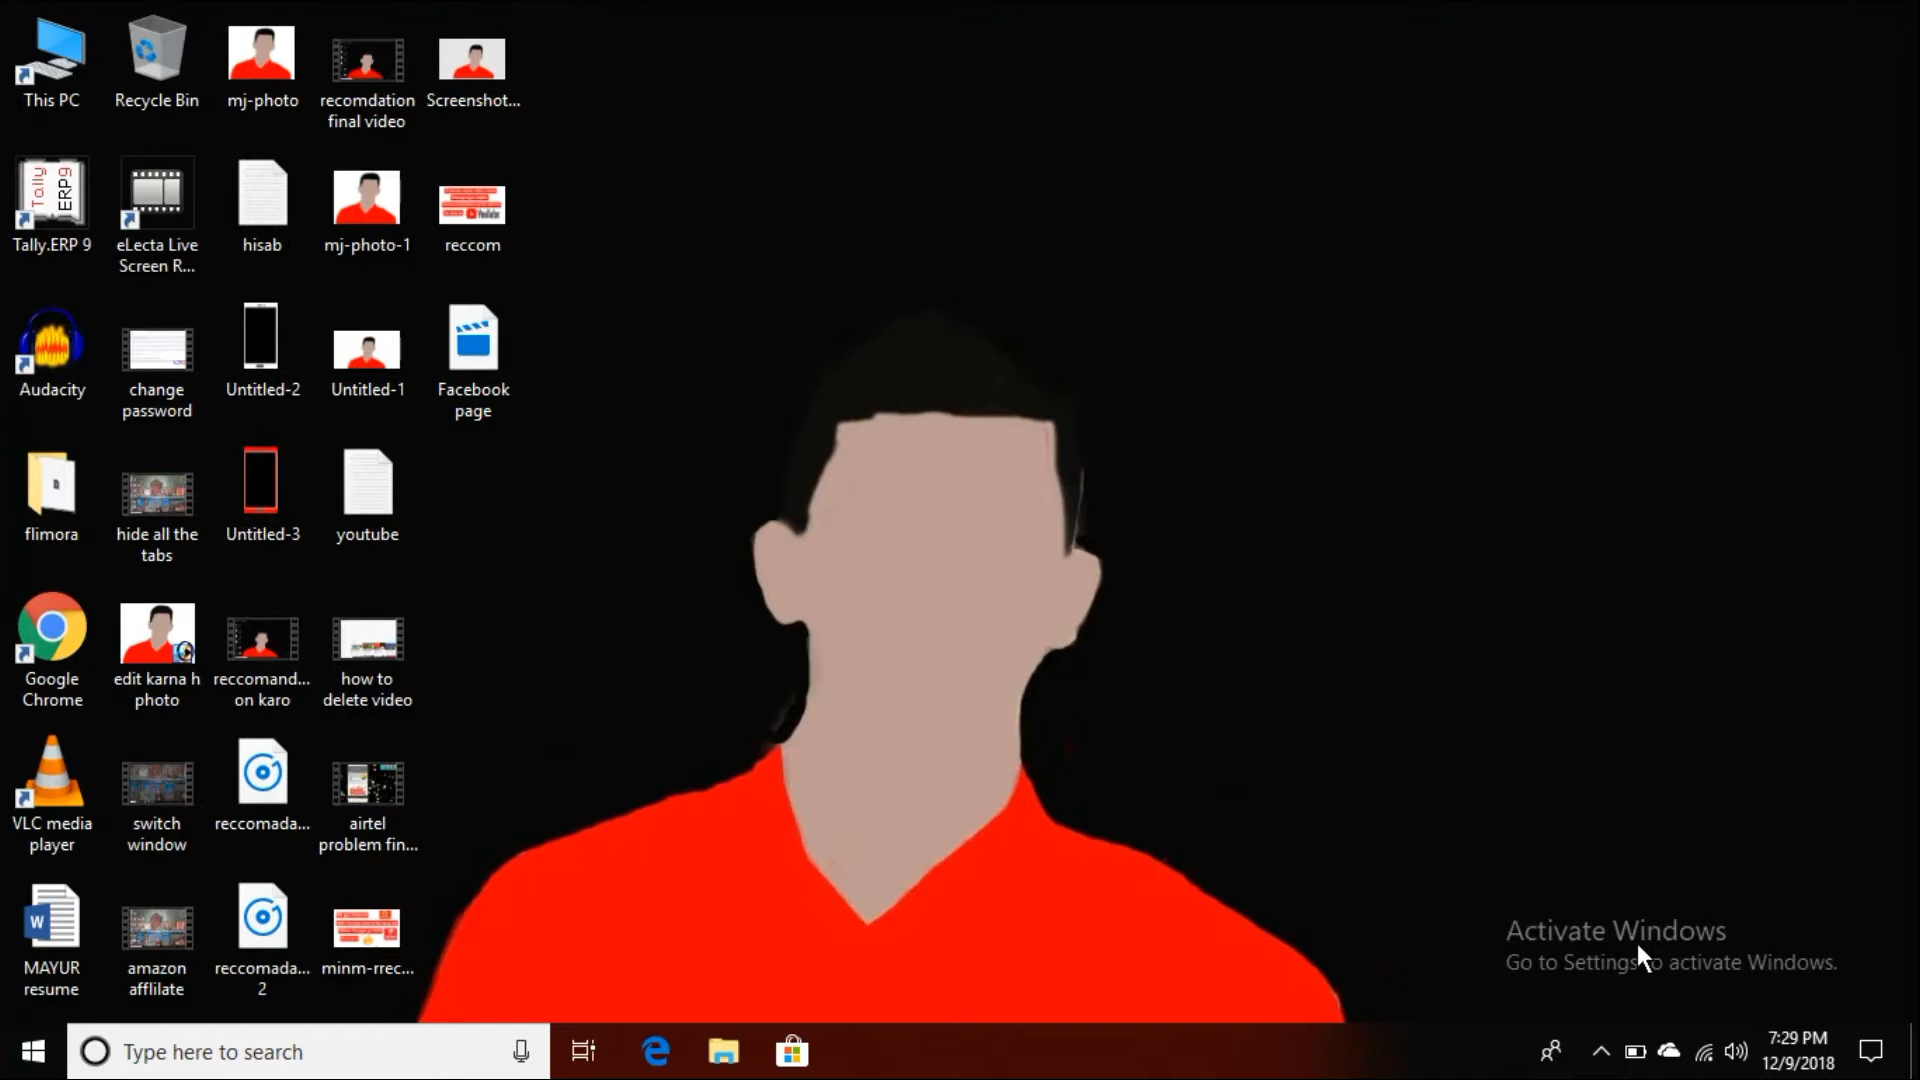 This PC
Recycle Bin
mj-photo
recomdation
final video
Screenshot...
Tally
ERP9
Tally.ERP 9
eLecta Live
Screen R...
hisab
mj-photo-1
YouTube
reccom
Audacity
change
password
Untitled-2
Untitled-1
Facebook
page
flimora
hide all the
tabs
Untitled-3
youtube
Google
Chrome
edit karna h
photo
reccomand...
on karo
how to
delete video
VLC media
player
switch
window
reccomada...
airtel
problem fin...
W
MAYUR
resume
amazon
afflilate
reccomada...
2
minm-rrec...
Activate Windows
Go to Settings to activate Windows.
Type here to search
7:29 PM
12/9/2018